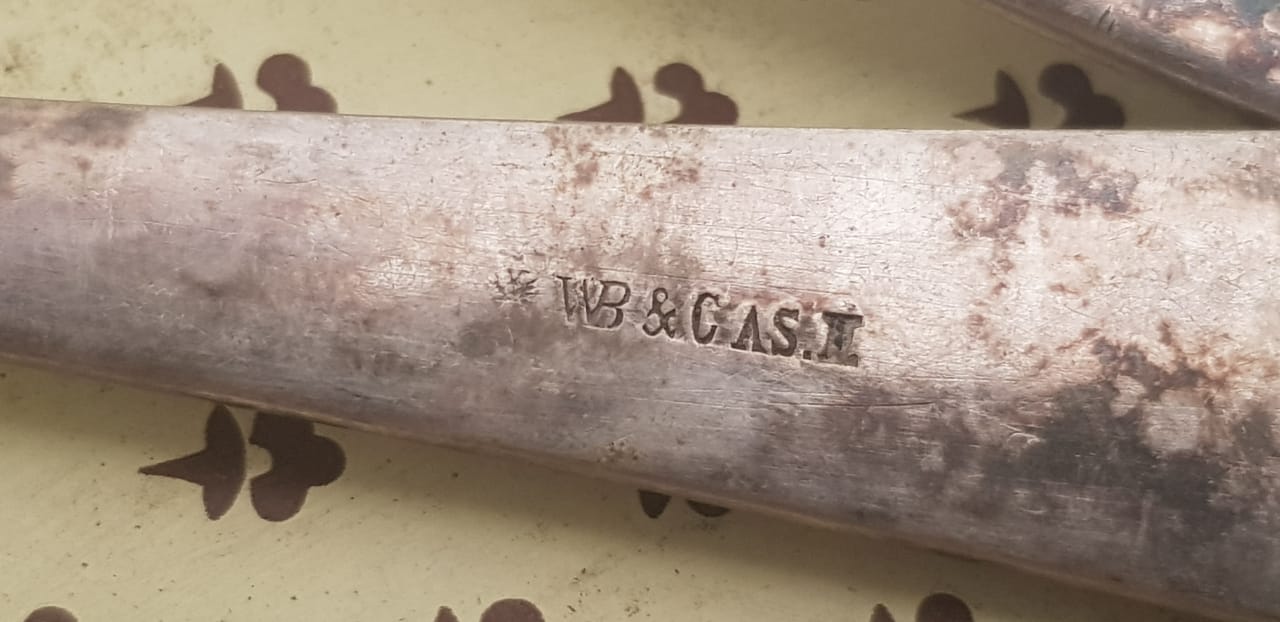 WB & C AS. II